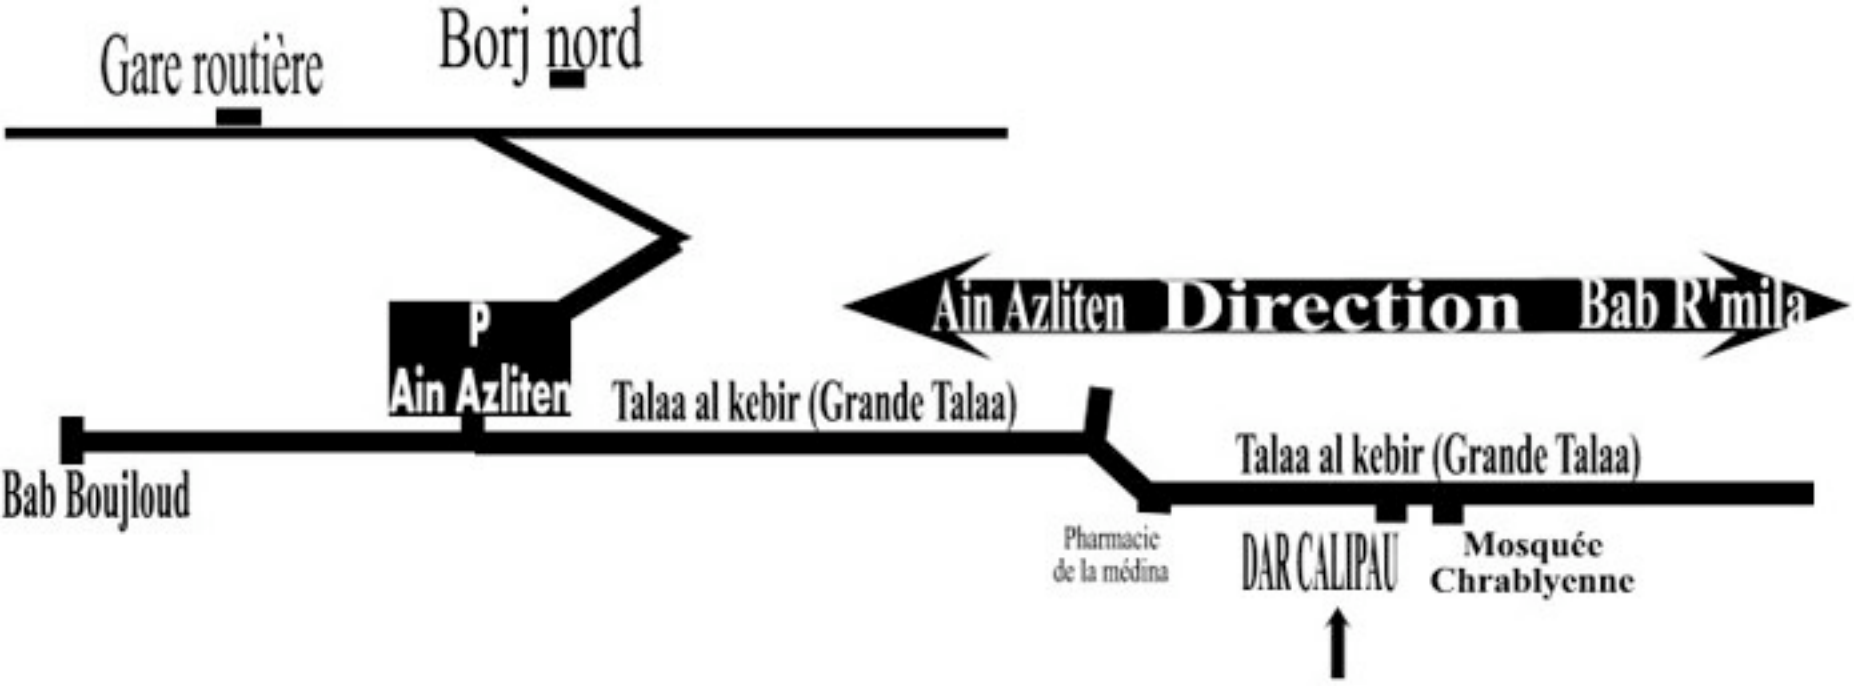 Gare routière
Borj nord
Ain Azliten Direction Bab R'mila
P
Ain Azliten
Talaa al kebir (Grande Talaa)
Talaa al kebir (Grande Talaa)
Bab Boujloud
Pharmacie
de la médina
DAR CALIPAU
Mosquée
Chrablyenne